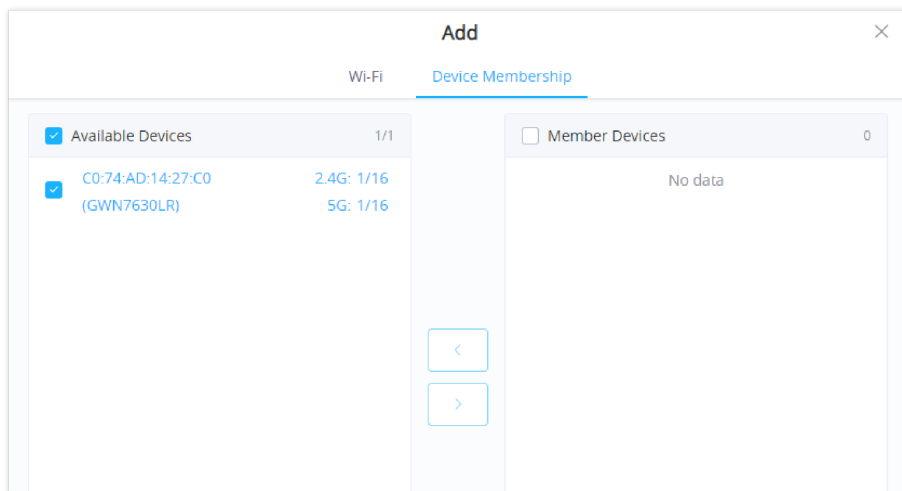 Add
Wi-Fi Device Membership
Available Devices 1/1
Member Devices 0
C0:74:AD:14:27:C0 2.4G: 1/16
(GWN7630LR) 5G: 1/16
No data